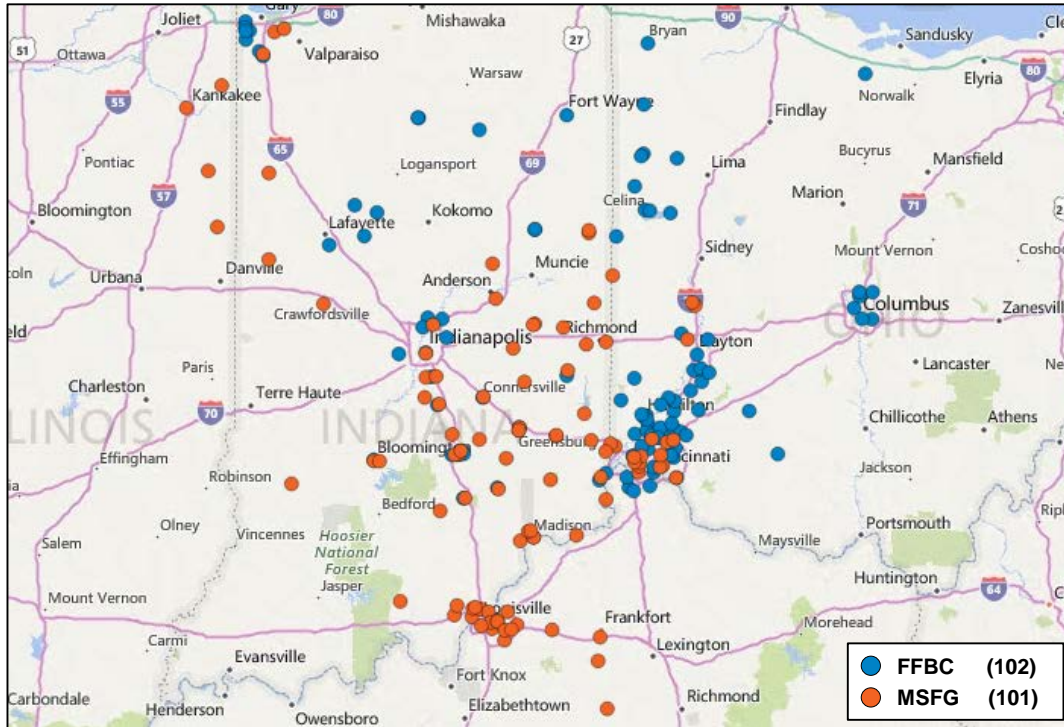 Joliet
Gary
80
Mishawaka
90
Bryan
Sandusky
Cle
51
Ottawa
Valparaiso
27
Elyria
80
Warsaw
Norwalk
55
Kankakee
Fort Wayne
Findlay
65
Pontiac
Logansport
69
Lima
Bucyrus
Mansfield
57
Marion
Celina
71
Bloomington
Lafayette
Kokomo
Mount Vernon
Coshoc
Sidney
coln
Urbana
Danville
Anderson
Muncie
Columbus
Crawfordsville
Zanesville
OHIO
Indianapolis
Richmond
Dayton
Paris
Lancaster
Charleston
Terre Haute
Connersville
Hamilton
70
Chillicothe
Athens
ILLINOIS
INDIANA
Bloomington
Greensburg
Cincinnati
Effingham
Robinson
Jackson
Bedford
Olney
Vincennes
Madison
Portsmouth
Salem
Hoosier
National
Forest
Maysville
Jasper
Huntington
64
Mount Vernon
Louisville
Frankfort
Morehead
Carmi
Lexington
Evansville
Fort Knox
Carbondale
Henderson
Owensboro
Elizabethtown
Richmond
FFBC (102)
MSFG (101)